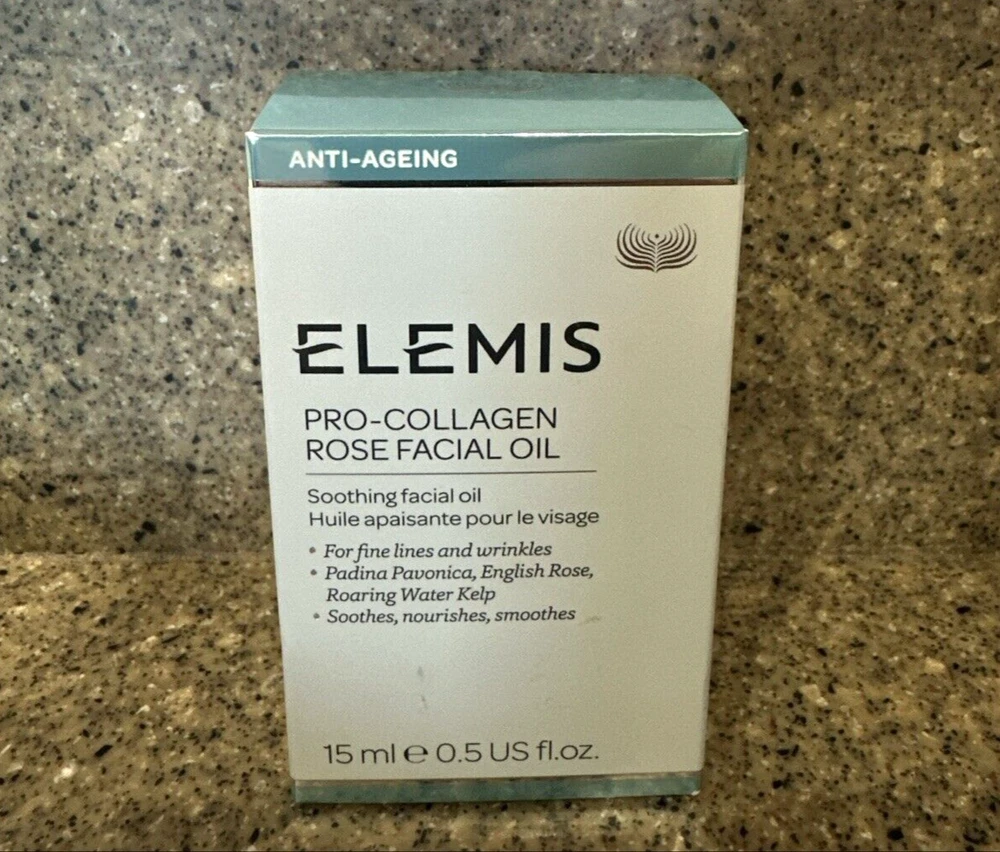 ANTI-AGEING
ELEMIS
PRO-COLLAGEN
ROSE FACIAL OIL
Soothing facial oil
Huile apaisante pour le visage
• For fine lines and wrinkles
• Padina Pavonica, English Rose,
Roaring Water Kelp
• Soothes, nourishes, smoothes
15 ml ℮ 0.5 US fl.oz.